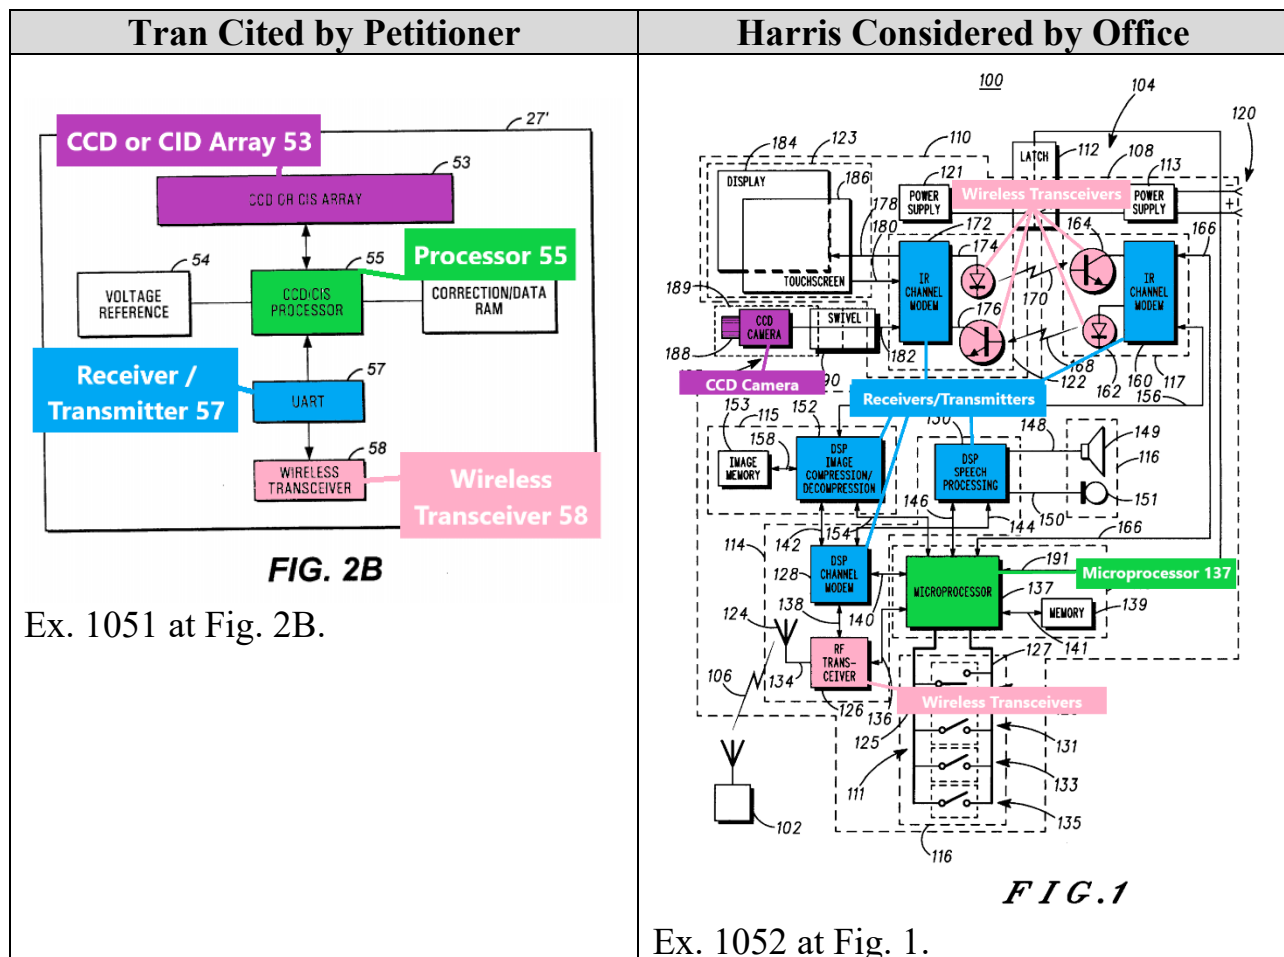 Tran Cited by Petitioner
27'
CCD or CID Array 53
53
CCD OR CIS ARRAY
54
VOLTAGE
REFERENCE
55
CCD/CIS
PROCESSOR
Processor 55
CORRECTION/DATA
RAM
Receiver /
Transmitter 57
57
UART
58
WIRELESS
TRANSCEIVER
Wireless
Transceiver 58
FIG. 2B
Ex. 1051 at Fig. 2B.
Harris Considered by Office
100
104
120
184
123
110
LATCH
112
108
DISPLAY
186
121
POWER
SUPPLY
Wireless Transceivers
113
POWER
SUPPLY
-
+
178
180
172
174
164
166
TOUCHSCREEN
IR
CHANNEL
MODEM
170
IR
CHANNEL
MODEM
189
CCD
CAMERA
SWIVEL
176
188
182
168
122
162
160
117
CCD Camera
90
Receivers/Transmitters
156
153
115
152
148
149
158
IMAGE
MEMORY
DSP
IMAGE
COMPRESSION/
DECOMPRESSION
DSP
SPEECH
PROCESSING
116
146
150
151
142
154
144
114
166
128
DSP
CHANNEL
MODEM
191
MICROPROCESSOR
Microprocessor 137
137
MEMORY
139
124
138
140
141
127
106
RF
TRANS-
CEIVER
134
126
136
Wireless Transceivers
125
131
111
133
102
135
116
FIG.1
Ex. 1052 at Fig. 1.